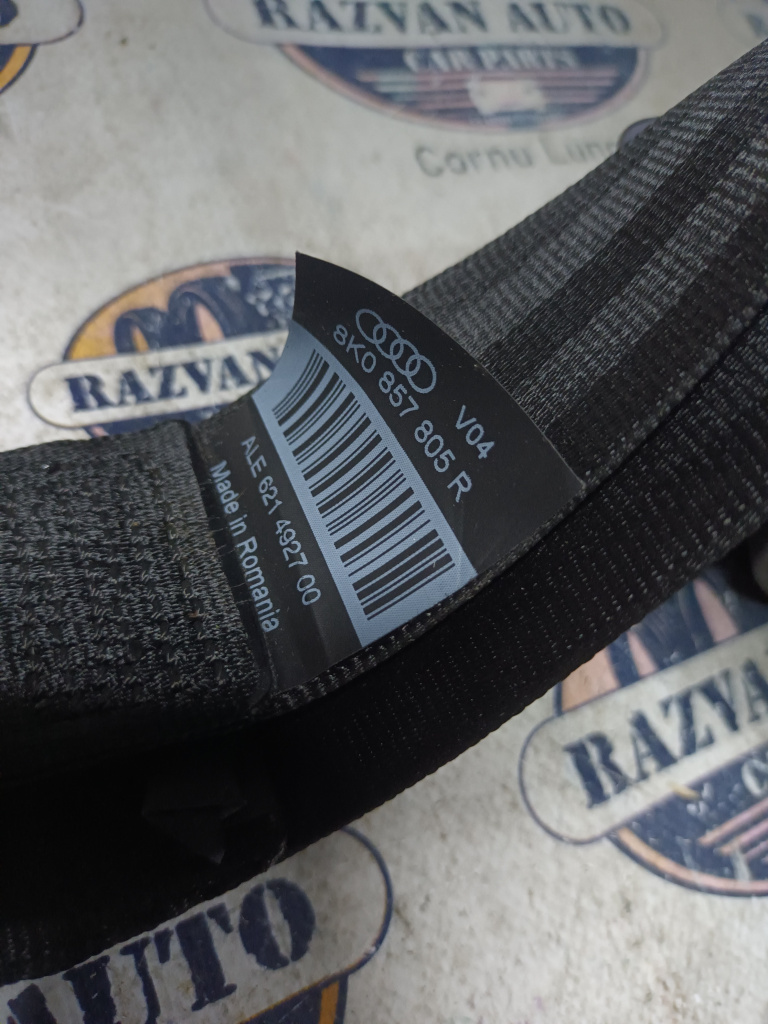 RAZVAN AUTO
CAR PARTS
Cornu Lun
RAZVAN
8K0 857 805 R
V04
ALE 621 4927 00
Made in Romania
RAZVA
AUTO